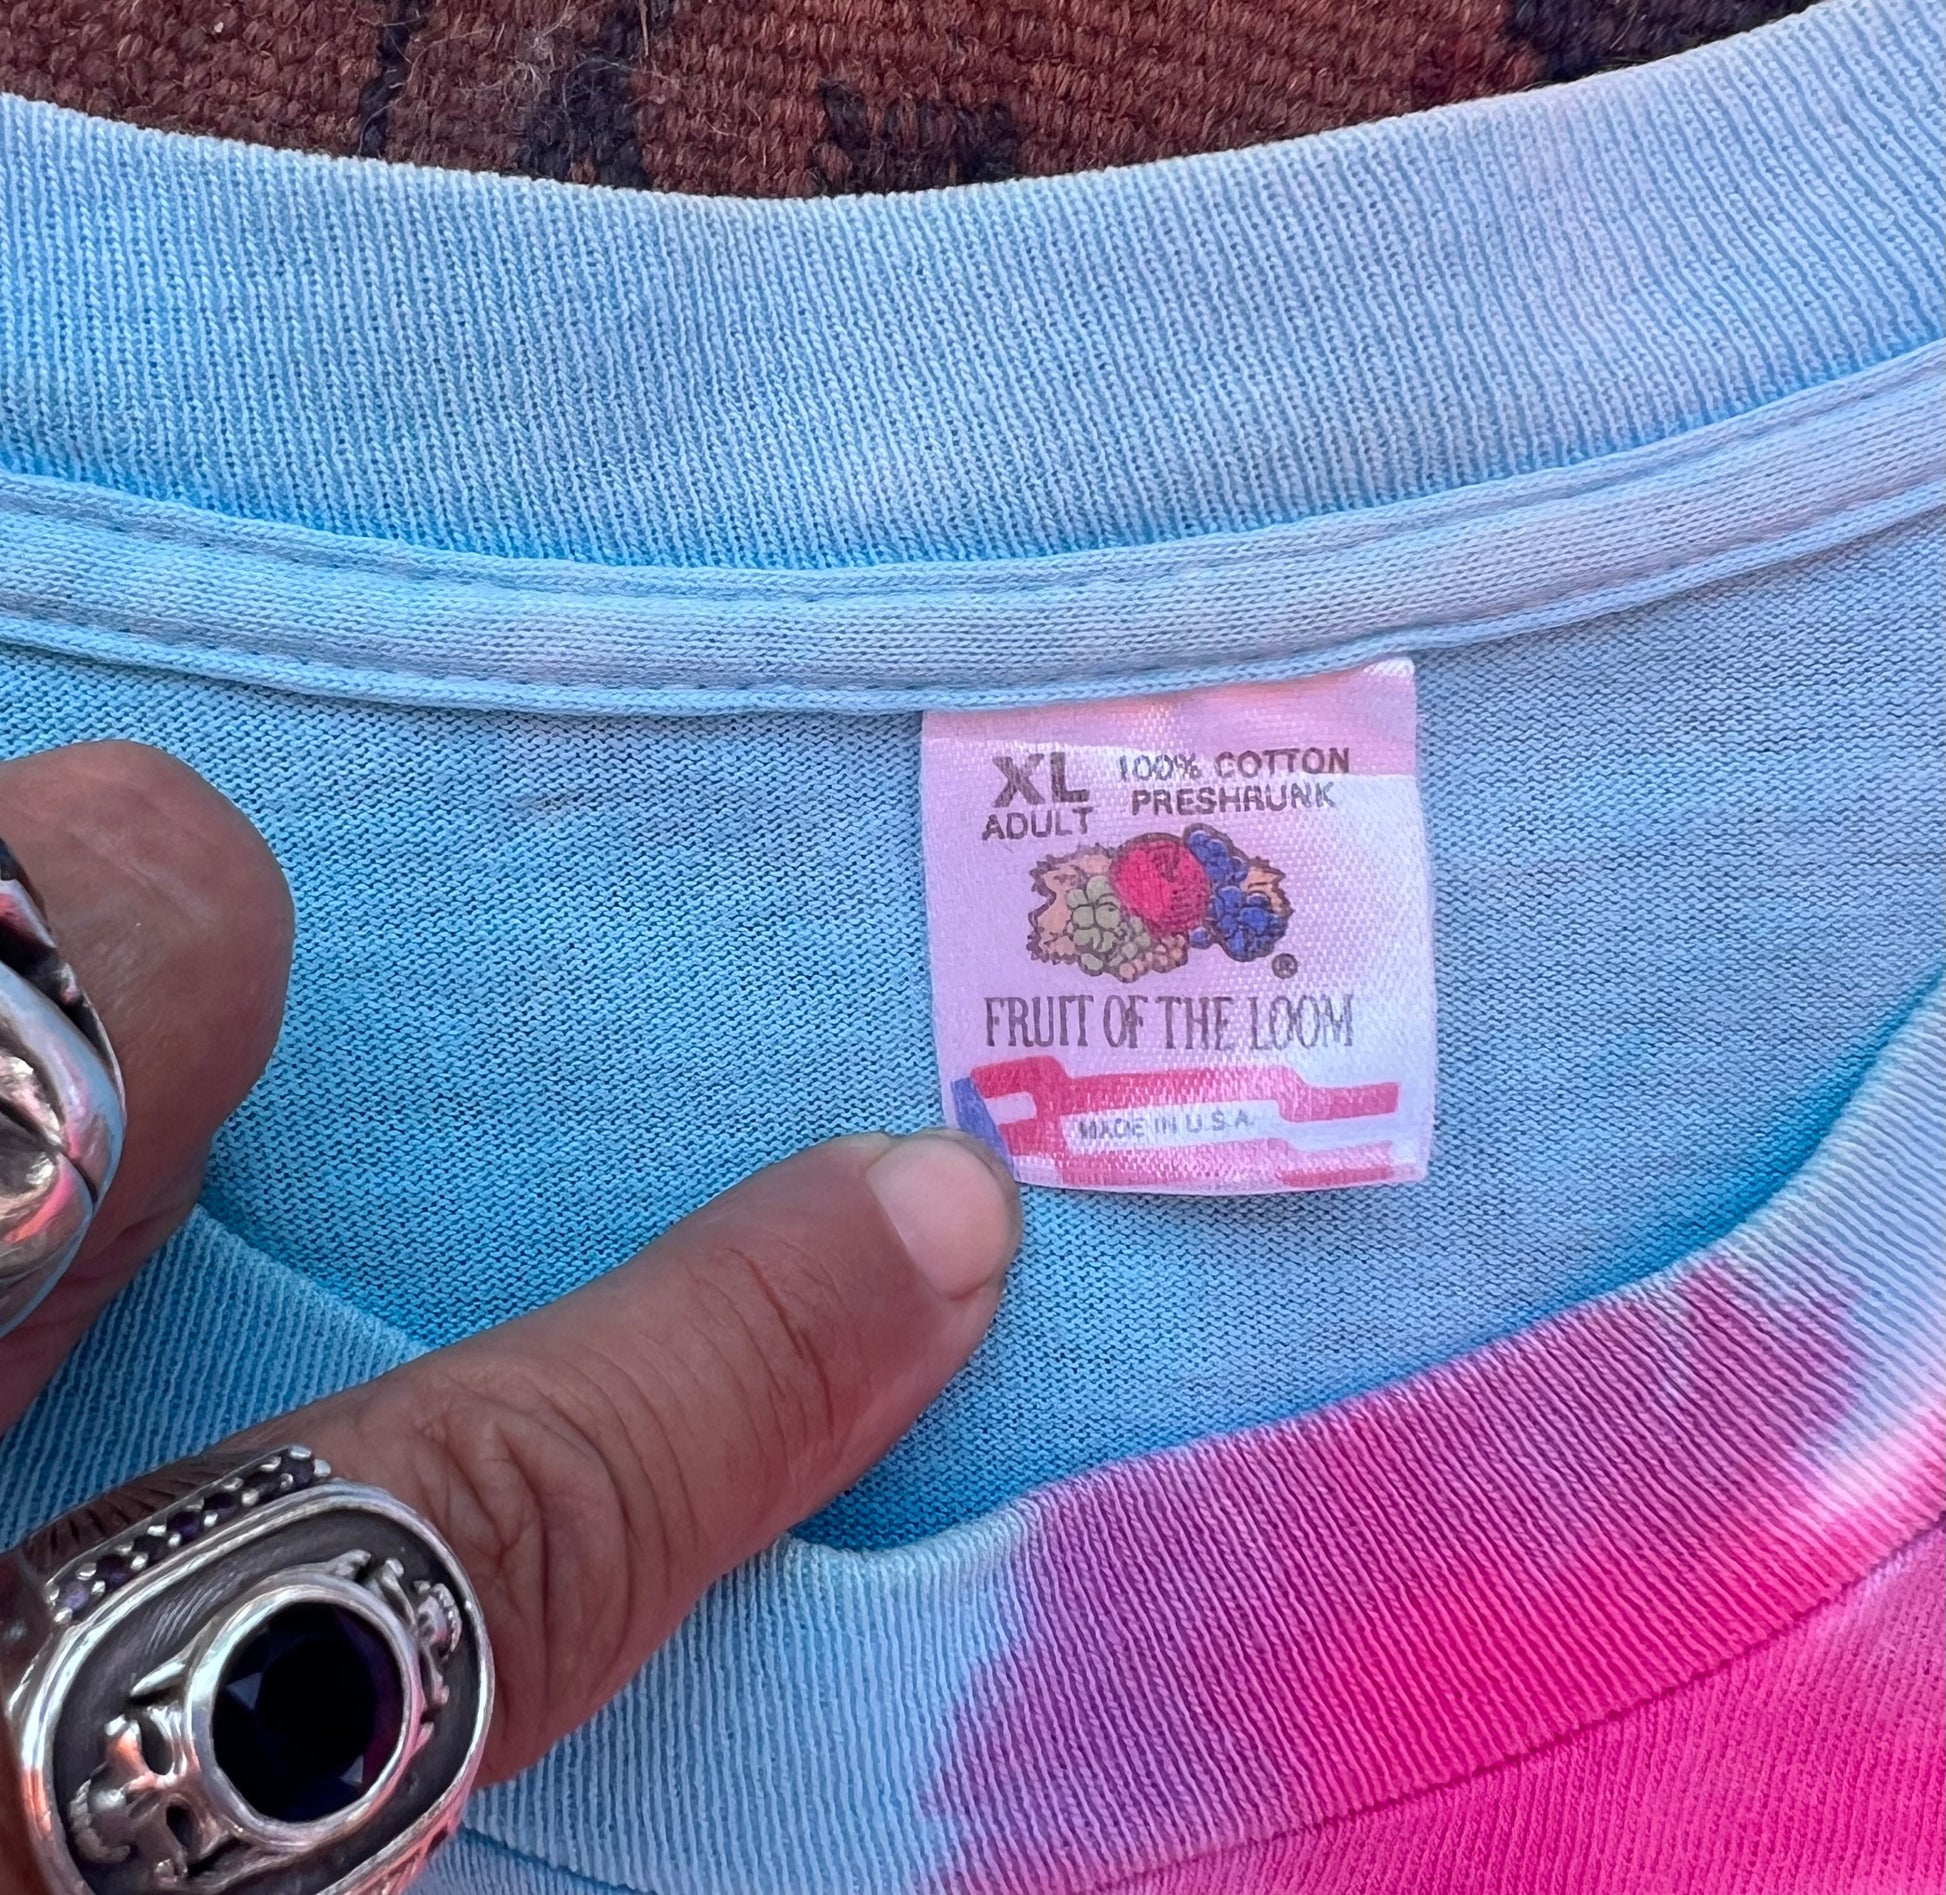 XL 100% COTTON
ADULT PRESHRUNK
®
FRUIT OF THE LOOM
MADE IN U.S.A.